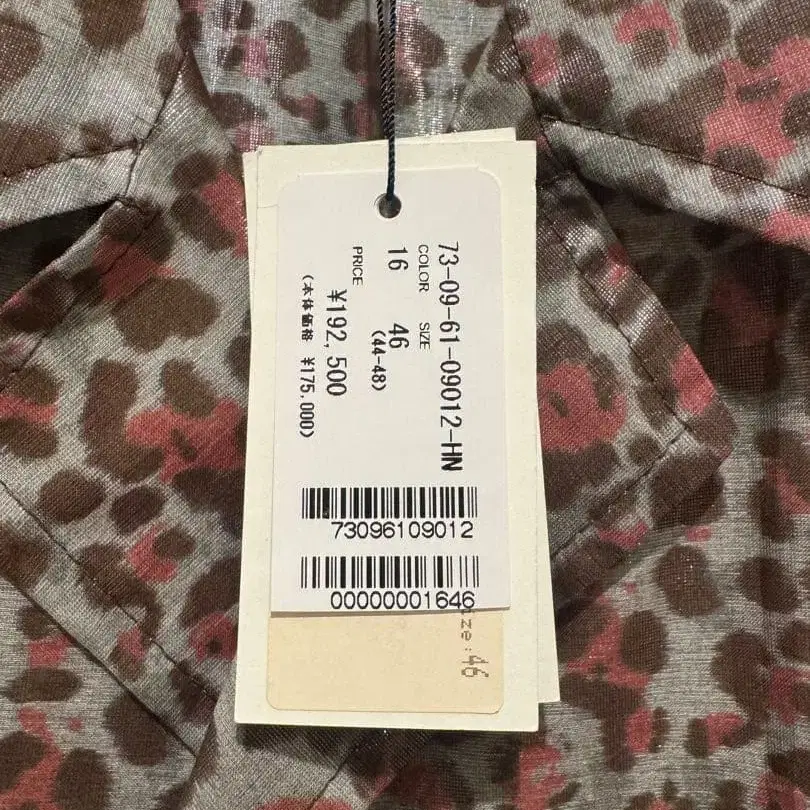 73-09-61-09012-HN
COLOR SIZE
16 46
(44-48)
PRICE
¥192,500
(本体価格 ¥175,000)
73096109012
00000001646
ze:46